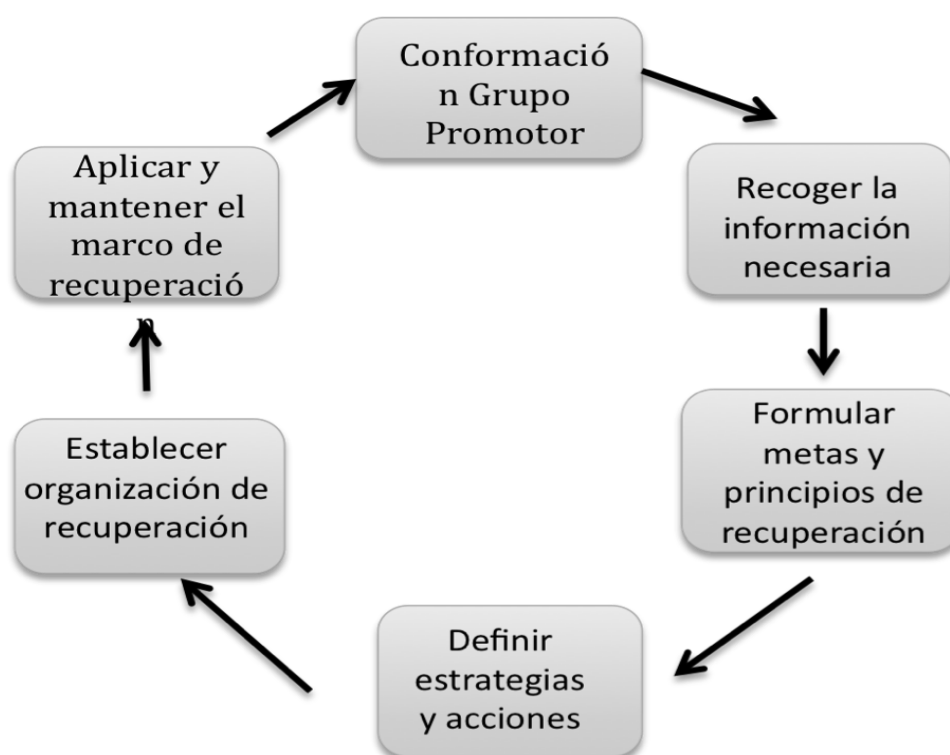 Conformació
n Grupo
Promotor
Recoger la
información
necesaria
Formular
metas y
principios de
recuperación
Definir
estrategias
y acciones
Establecer
organización de
recuperación
Aplicar y
mantener el
marco de
recuperació
n